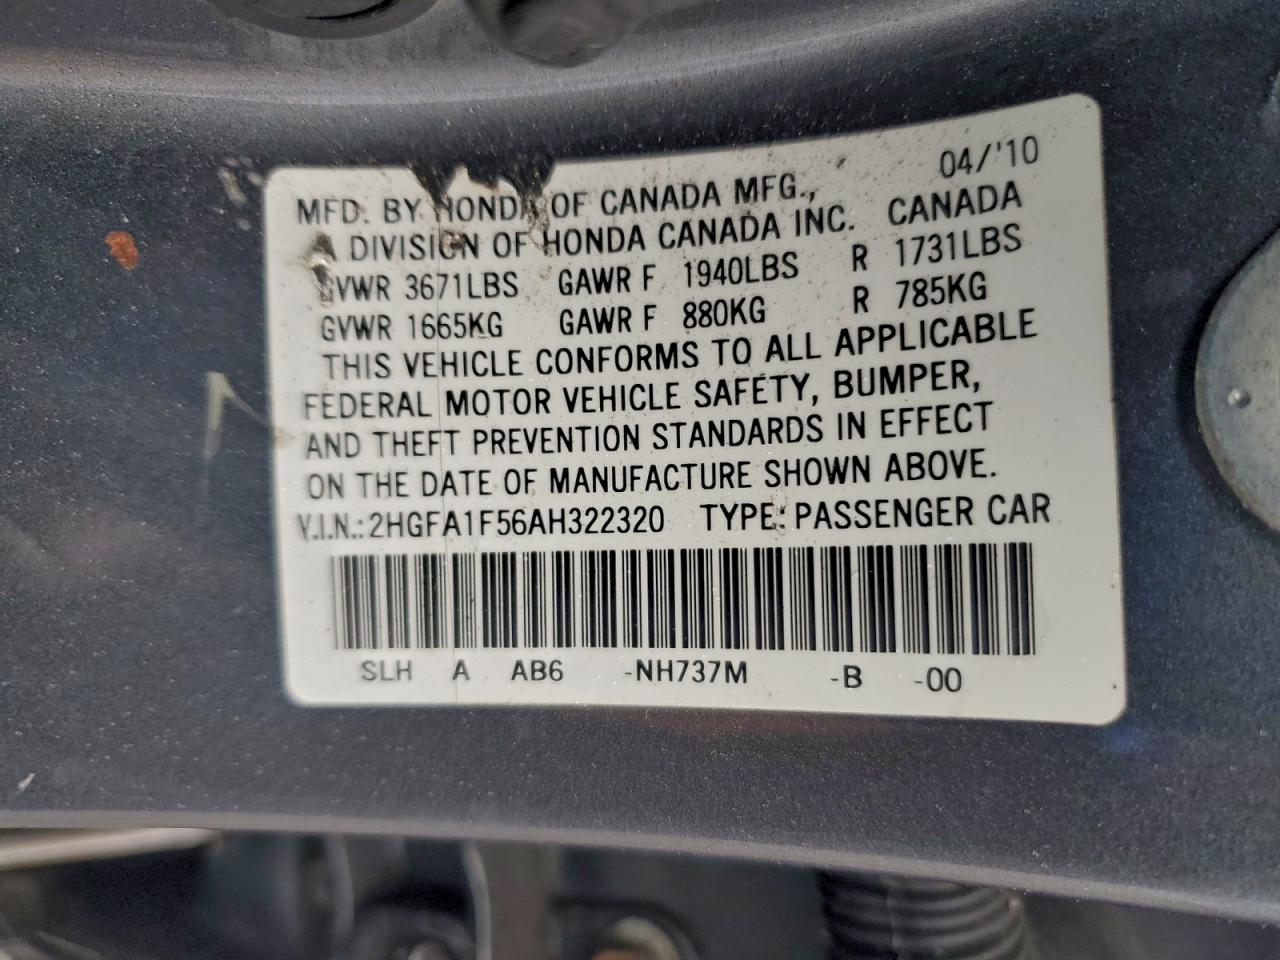 04/'10
MFD. BY HONDA OF CANADA MFG.,
A DIVISION OF HONDA CANADA INC. CANADA
GVWR 3671LBS GAWR F 1940LBS R 1731LBS
GVWR 1665KG GAWR F 880KG R 785KG
THIS VEHICLE CONFORMS TO ALL APPLICABLE
FEDERAL MOTOR VEHICLE SAFETY, BUMPER,
AND THEFT PREVENTION STANDARDS IN EFFECT
ON THE DATE OF MANUFACTURE SHOWN ABOVE.
V.I.N.: 2HGFA1F56AH322320 TYPE: PASSENGER CAR
SLH A AB6 -NH737M -B -00